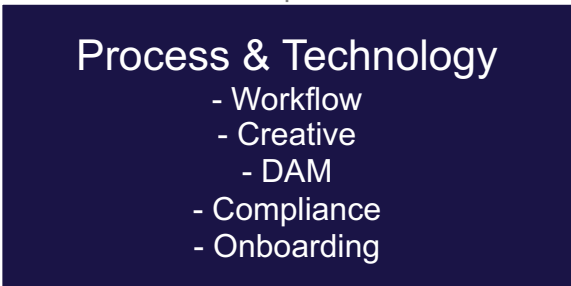 Process & Technology
- Workflow
- Creative
- DAM
- Compliance
- Onboarding